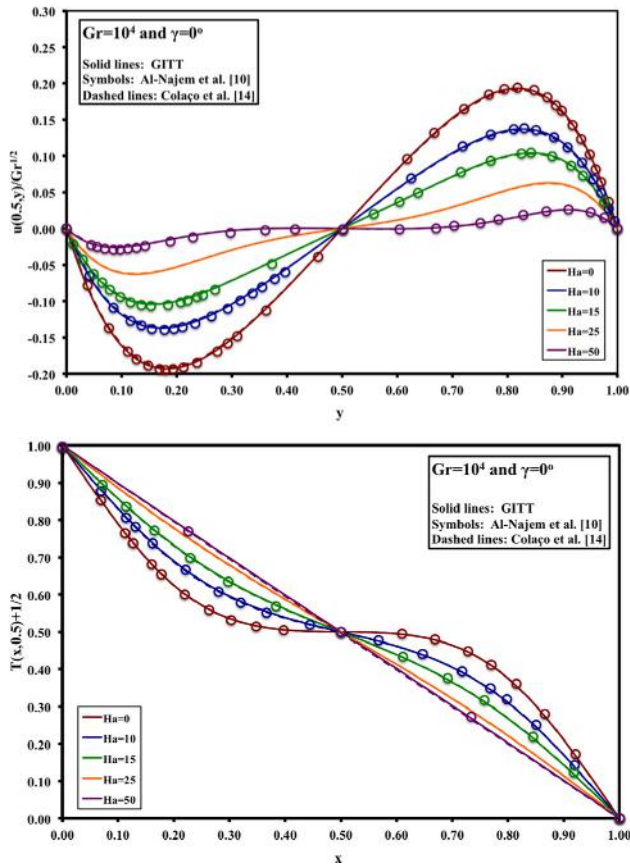 0.30
Gr=10⁴ and γ=0º
Solid lines: GITT
Symbols: Al-Najem et al. [10]
Dashed lines: Colaço et al. [14]
0.25
0.20
0.15
0.10
0.05
0.00
-0.05
-0.10
-0.15
-0.20
u(0.5,y)/Gr^1/2
Ha=0
Ha=10
Ha=15
Ha=25
Ha=50
0.00 0.10 0.20 0.30 0.40 0.50 0.60 0.70 0.80 0.90 1.00
y
1.00
Gr=10⁴ and γ=0º
Solid lines: GITT
Symbols: Al-Najem et al. [10]
Dashed lines: Colaço et al. [14]
0.90
0.80
0.70
0.60
0.50
0.40
0.30
0.20
0.10
0.00
T(x,0.5)+1/2
Ha=0
Ha=10
Ha=15
Ha=25
Ha=50
0.00 0.10 0.20 0.30 0.40 0.50 0.60 0.70 0.80 0.90 1.00
x